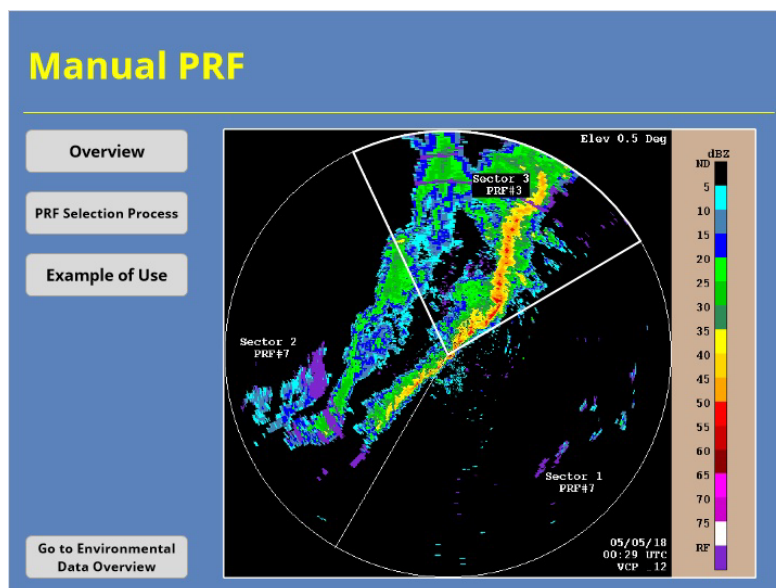 Manual PRF
Overview
PRF Selection Process
Example of Use
Go to Environmental
Data Overview
Elev 0.5 Deg
Sector 3
PRF#3
Sector 2
PRF#7
Sector 1
PRF#7
05/05/18
00:29 UTC
VCP _12
dBZ
ND
5
10
15
20
25
30
35
40
45
50
55
60
65
70
75
RF